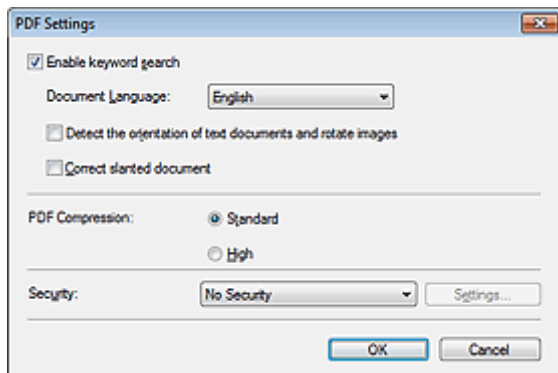 PDF Settings
Enable keyword search
Document Language: English
Detect the orientation of text documents and rotate images
Correct slanted document
PDF Compression: Standard
High
Security: No Security Settings...
OK Cancel